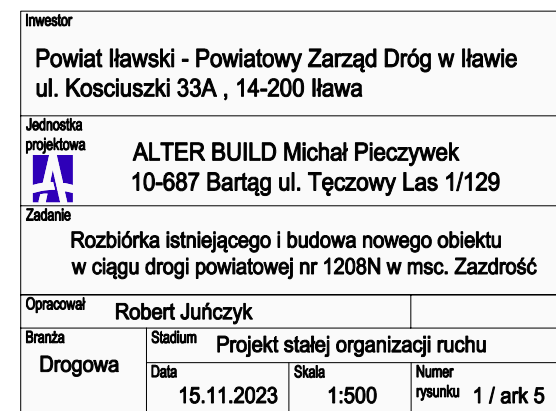 Inwestor
Powiat Iławski - Powiatowy Zarząd Dróg w Iławie
ul. Kosciuszki 33A , 14-200 Iława
Jednostka
projektowa
ALTER BUILD Michał Pieczywek
10-687 Bartąg ul. Tęczowy Las 1/129
Zadanie
Rozbiórka istniejącego i budowa nowego obiektu
w ciągu drogi powiatowej nr 1208N w msc. Zazdrość
Opracował Robert Juńczyk
Branża
Drogowa
Stadium Projekt stałej organizacji ruchu
Data
15.11.2023
Skala
1:500
Numer
rysunku 1 / ark 5